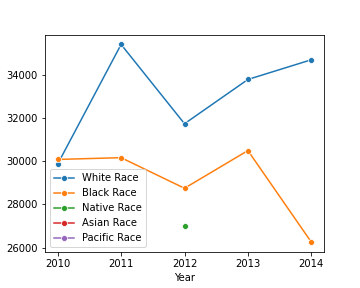 34000
32000
30000
28000
26000
White Race
Black Race
Native Race
Asian Race
Pacific Race
2010 2011 2012 2013 2014
Year